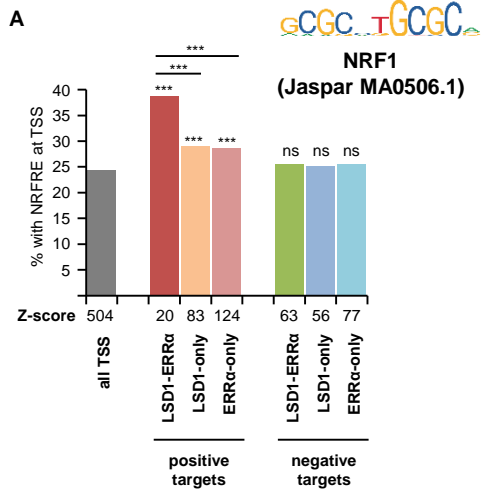 A
GCGC TGCGCA
NRF1
(Jaspar MA0506.1)
***
***
*** *** *** ns ns ns
% with NRFRE at TSS
40
35
30
25
20
15
10
5
Z-score 504 20 83 124 63 56 77
all TSS LSD1-ERRα LSD1-only ERRα-only LSD1-ERRα LSD1-only ERRα-only
positive targets
negative targets